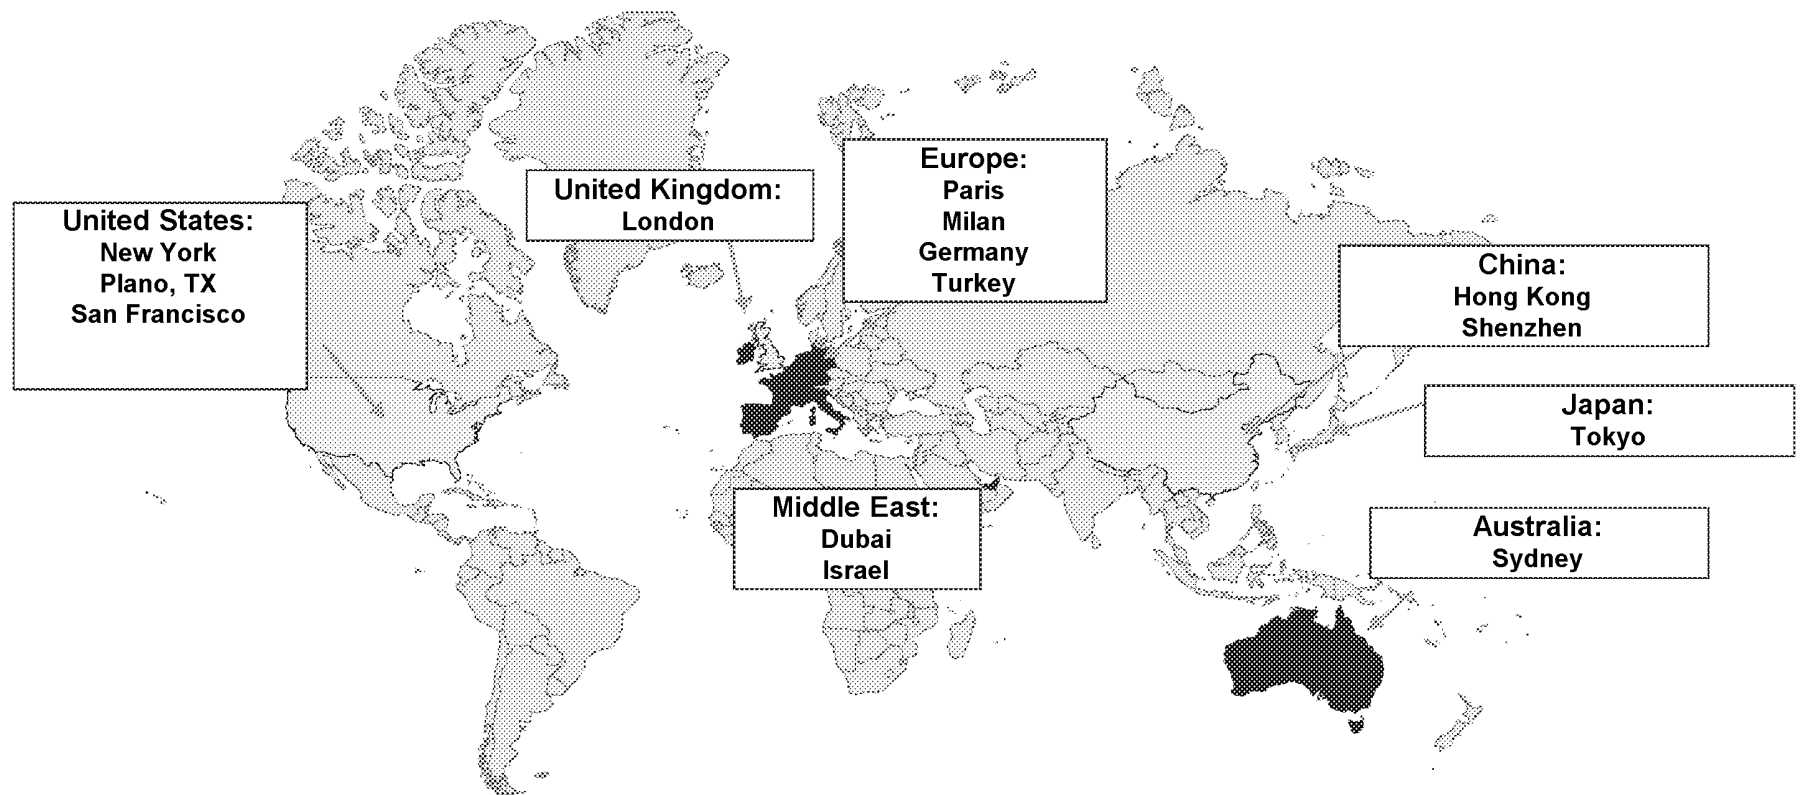 United States:
New York
Plano, TX
San Francisco
United Kingdom:
London
Europe:
Paris
Milan
Germany
Turkey
China:
Hong Kong
Shenzhen
Japan:
Tokyo
Middle East:
Dubai
Israel
Australia:
Sydney